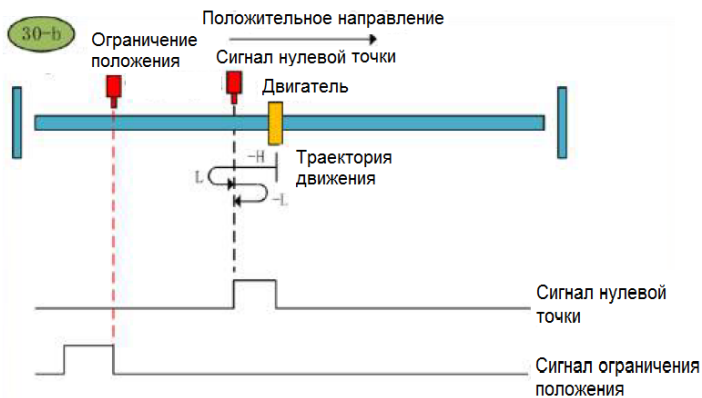 30-b
Положительное направление
Ограничение
положения
Сигнал нулевой точки
Двигатель
-H
L
-L
Траектория
движения
Сигнал нулевой
точки
Сигнал ограничения
положения